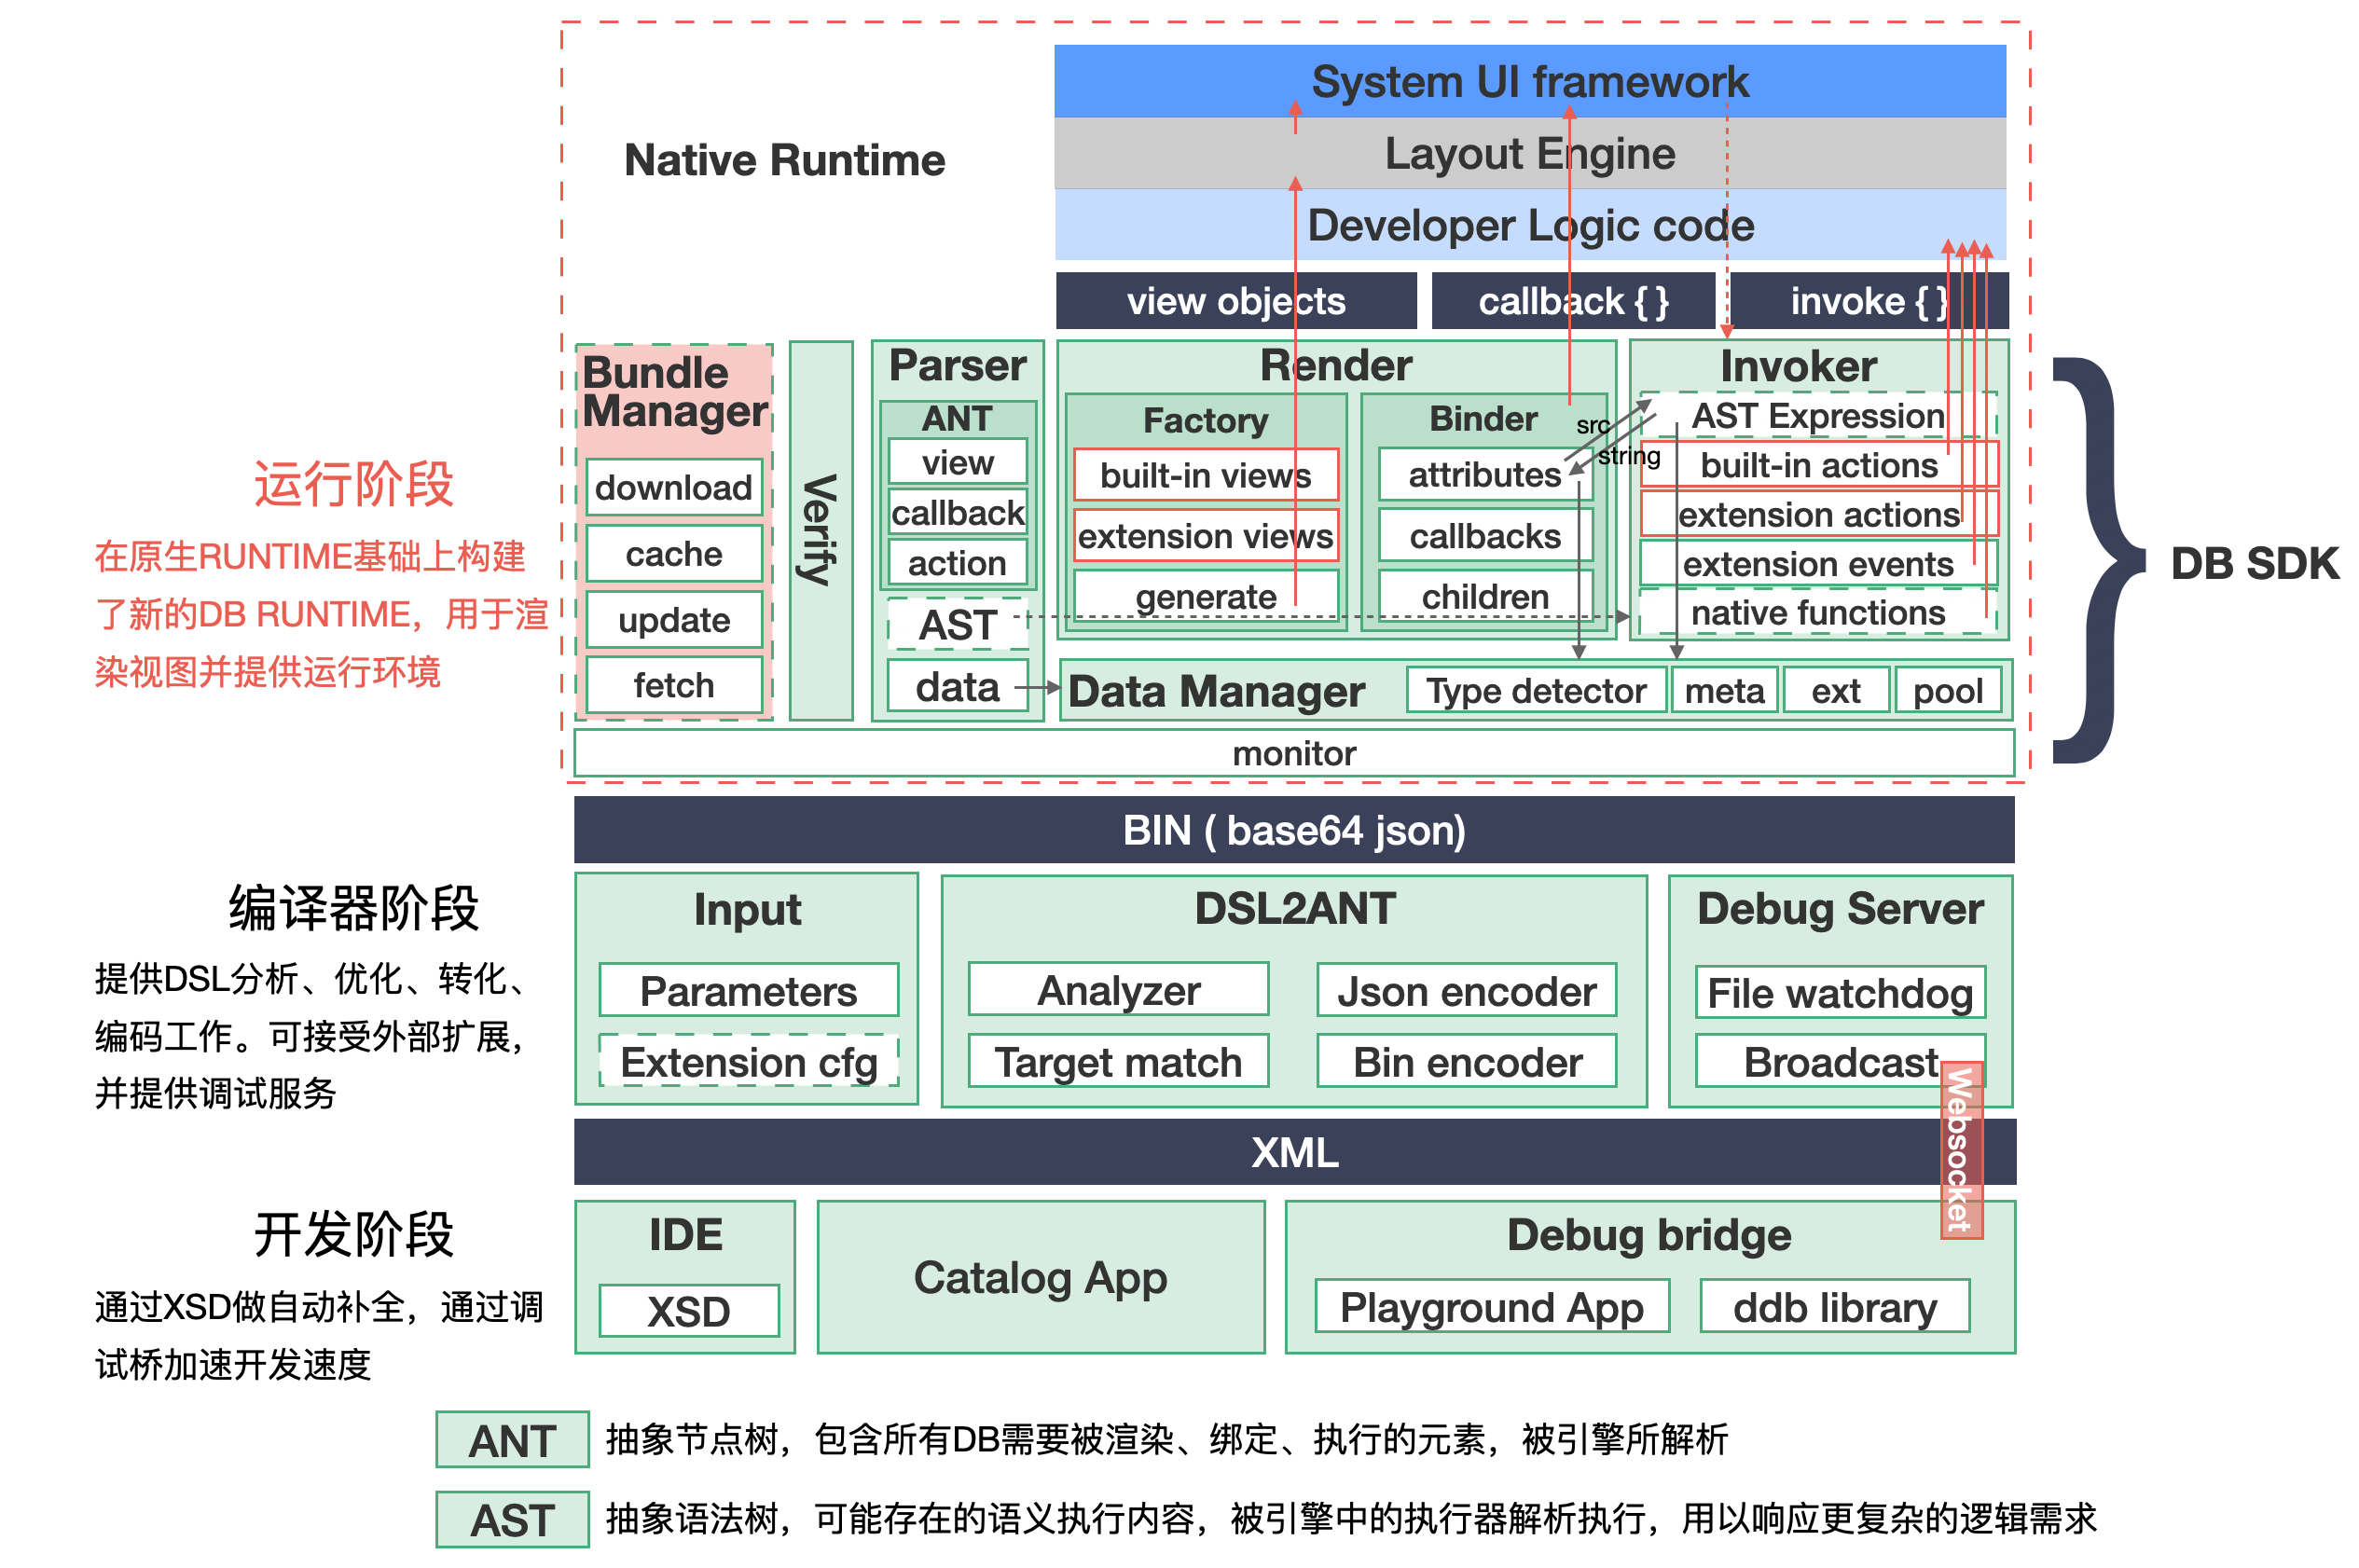 System UI framework
Native Runtime
Layout Engine
Developer Logic code
view objects
callback { }
invoke { }
运行阶段
在原生RUNTIME基础上构建
了新的DB RUNTIME，用于渲
染视图并提供运行环境
Bundle
Manager
download
cache
update
fetch
Verify
Parser
ANT
view
callback
action
AST
data
Render
Factory
built-in views
extension views
generate
Binder
attributes
callbacks
children
src
string
Invoker
AST Expression
built-in actions
extension actions
extension events
native functions
Data Manager
Type detector
meta
ext
pool
monitor
DB SDK
BIN ( base64 json)
编译器阶段
提供DSL分析、优化、转化、
编码工作。可接受外部扩展，
并提供调试服务
Input
Parameters
Extension cfg
DSL2ANT
Analyzer
Json encoder
Target match
Bin encoder
Debug Server
File watchdog
Broadcast
Websocket
XML
开发阶段
通过XSD做自动补全，通过调
试桥加速开发速度
IDE
XSD
Catalog App
Debug bridge
Playground App
ddb library
ANT
抽象节点树，包含所有DB需要被渲染、绑定、执行的元素，被引擎所解析
AST
抽象语法树，可能存在的语义执行内容，被引擎中的执行器解析执行，用以响应更复杂的逻辑需求